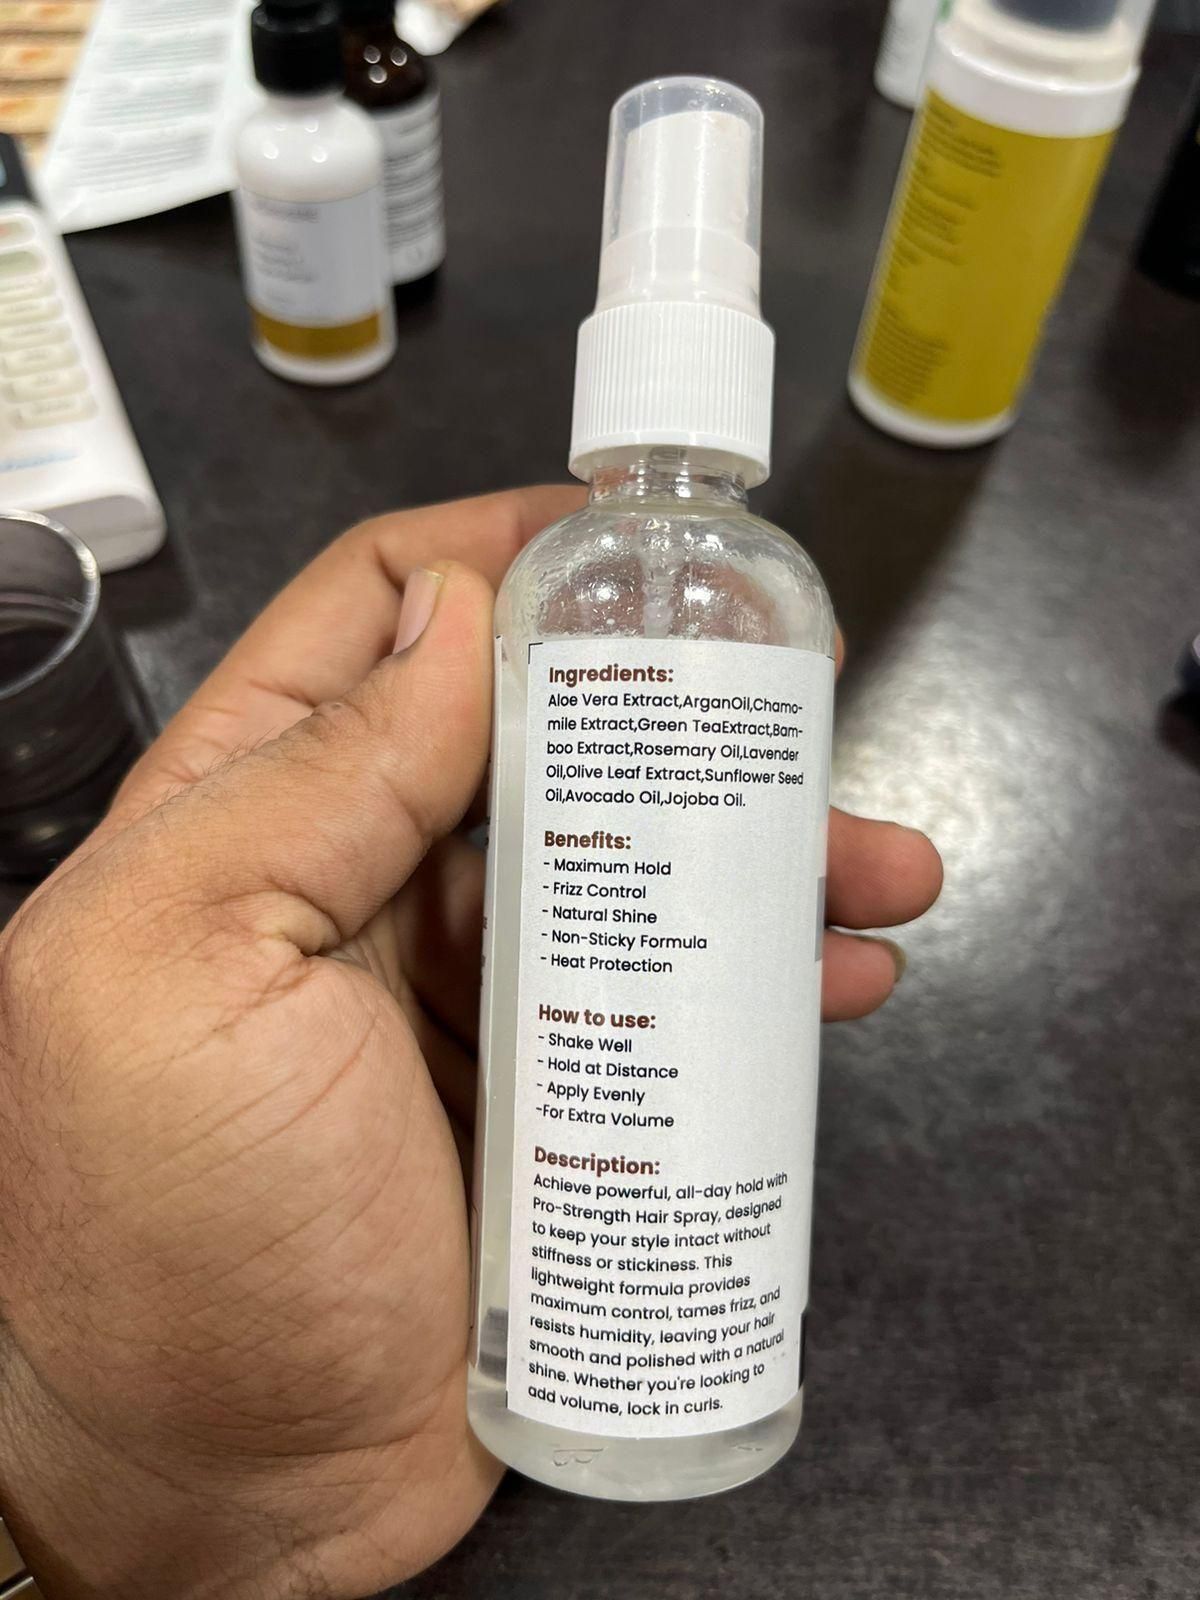 Ingredients:
Aloe Vera Extract,ArganOil,Chamo-
mile Extract,Green TeaExtract,Bam-
boo Extract,Rosemary Oil,Lavender
Oil,Olive Leaf Extract,Sunflower Seed
Oil,Avocado Oil,Jojoba Oil.
Benefits:
- Maximum Hold
- Frizz Control
- Natural Shine
- Non-Sticky Formula
- Heat Protection
How to use:
- Shake Well
- Hold at Distance
- Apply Evenly
-For Extra Volume
Description:
Achieve powerful, all-day hold with
Pro-Strength Hair Spray, designed
to keep your style intact without
stiffness or stickiness. This
lightweight formula provides
maximum control, tames frizz, and
resists humidity, leaving your hair
smooth and polished with a natural
shine. Whether you're looking to
add volume, lock in curls.